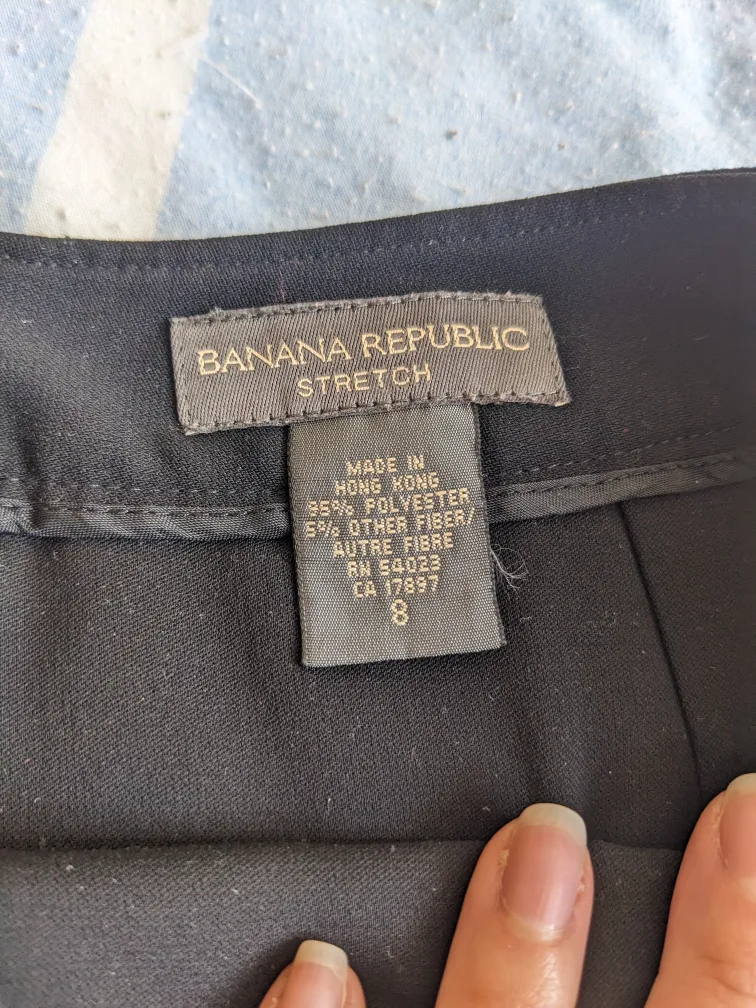 BANANA REPUBLIC
STRETCH
MADE IN
HONG KONG
95% POLYESTER
5% OTHER FIBER/
AUTRE FIBRE
RN 54023
CA 17897
8